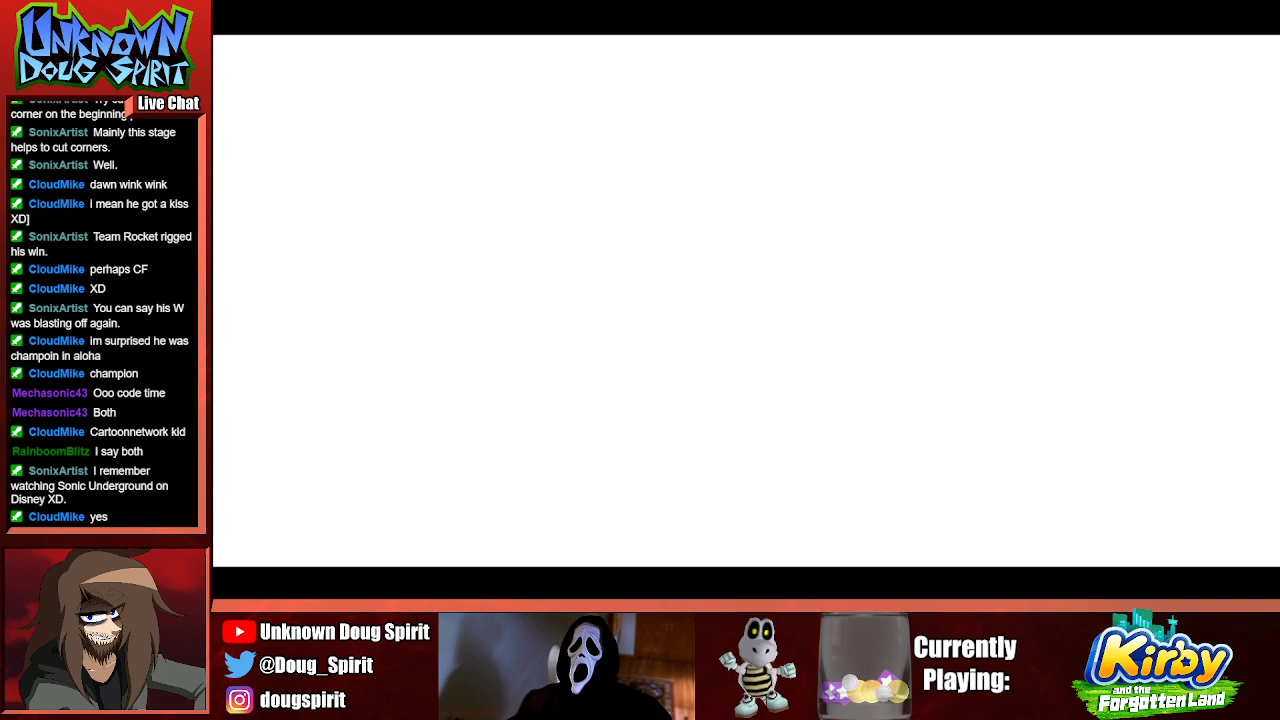 UNKNOWN
DOUG SPIRIT
Live Chat
corner on the beginning
SonixArtist Mainly this stage
helps to cut corners.
SonixArtist Well.
CloudMike dawn wink wink
CloudMike I mean he got a kiss
XD]
SonixArtist Team Rocket rigged
his win.
CloudMike perhaps CF
CloudMike XD
SonixArtist You can say his W
was blasting off again.
CloudMike im surprised he was
champoin in aloha
CloudMike champion
Mechasonic43 Ooo code time
Mechasonic43 Both
CloudMike Cartoonnetwork kid
RainboomBlitz I say both
SonixArtist I remember
watching Sonic Underground on
Disney XD.
CloudMike yes
Unknown Doug Spirit
@Doug_Spirit
dougspirit
Currently
Playing:
Kirby
and the
Forgotten Land